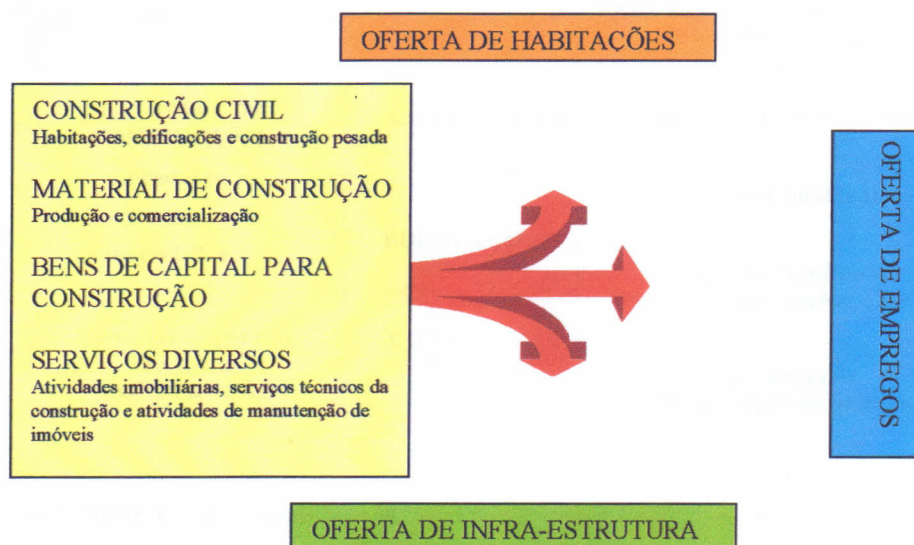 OFERTA DE HABITAÇÕES
CONSTRUÇÃO CIVIL
Habitações, edificações e construção pesada
MATERIAL DE CONSTRUÇÃO
Produção e comercialização
BENS DE CAPITAL PARA
CONSTRUÇÃO
SERVIÇOS DIVERSOS
Atividades imobiliárias, serviços técnicos da
construção e atividades de manutenção de
imóveis
OFERTA DE EMPREGOS
OFERTA DE INFRA-ESTRUTURA